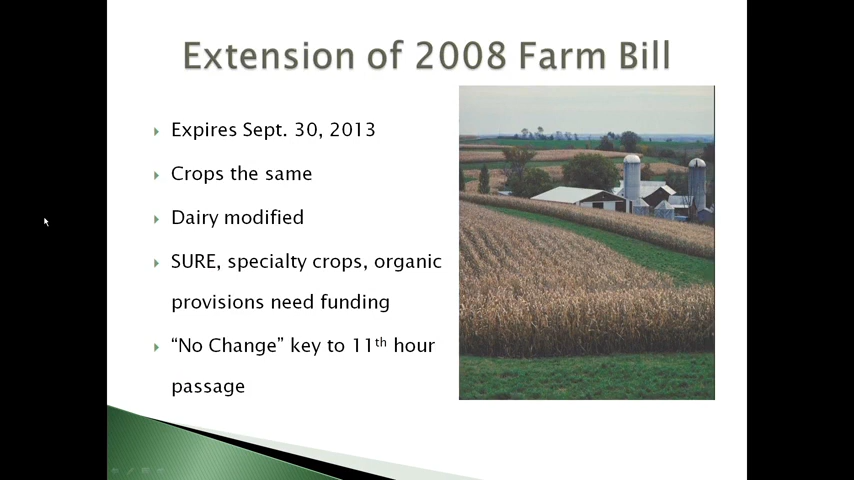 Extension of 2008 Farm Bill
Expires Sept. 30, 2013
Crops the same
Dairy modified
SURE, specialty crops, organic
provisions need funding
“No Change” key to 11th hour
passage